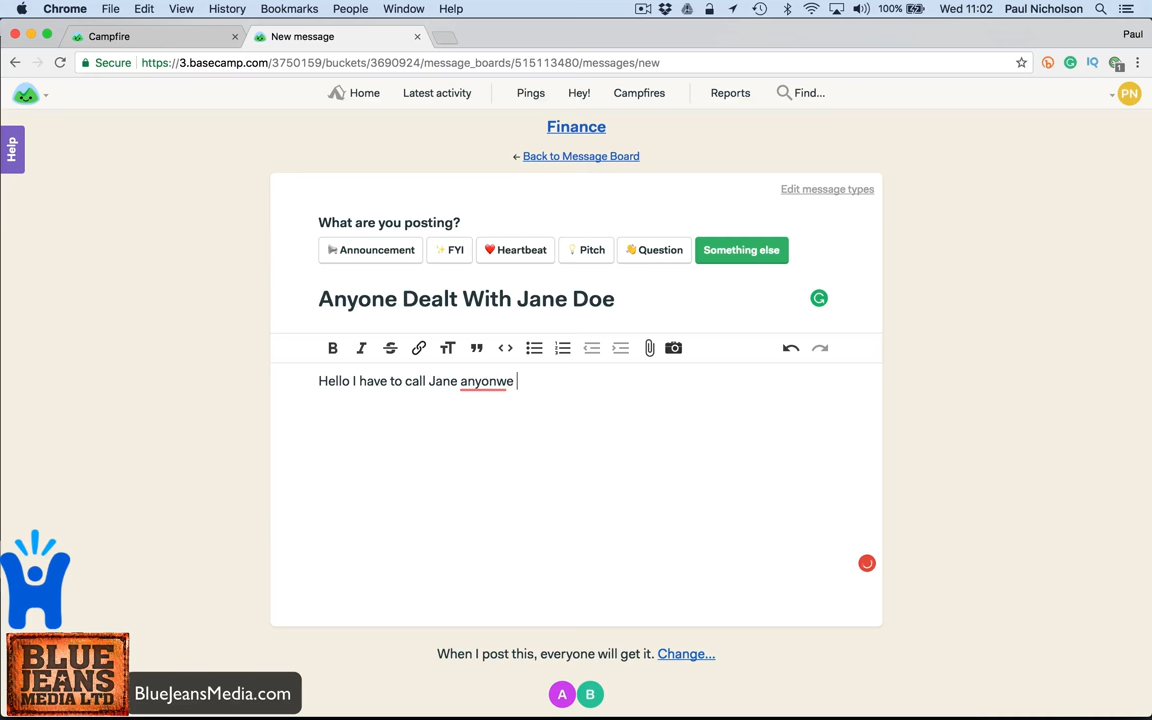 Chrome File Edit View History Bookmarks People Window Help 100% Wed 11:02 Paul Nicholson
Campfire New message Paul
Secure https://3.basecamp.com/3750159/buckets/3690924/message_boards/515113480/messages/new IQ 1
Home Latest activity Pings Hey! Campfires Reports Find... PN
Finance
Help
Back to Message Board
Edit message types
What are you posting?
Announcement FYI Heartbeat Pitch Question Something else
Anyone Dealt With Jane Doe
Hello I have to call Jane anyonwe
When I post this, everyone will get it. Change...
A B
BLUE
JEANS
MEDIA LTD
BlueJeansMedia.com